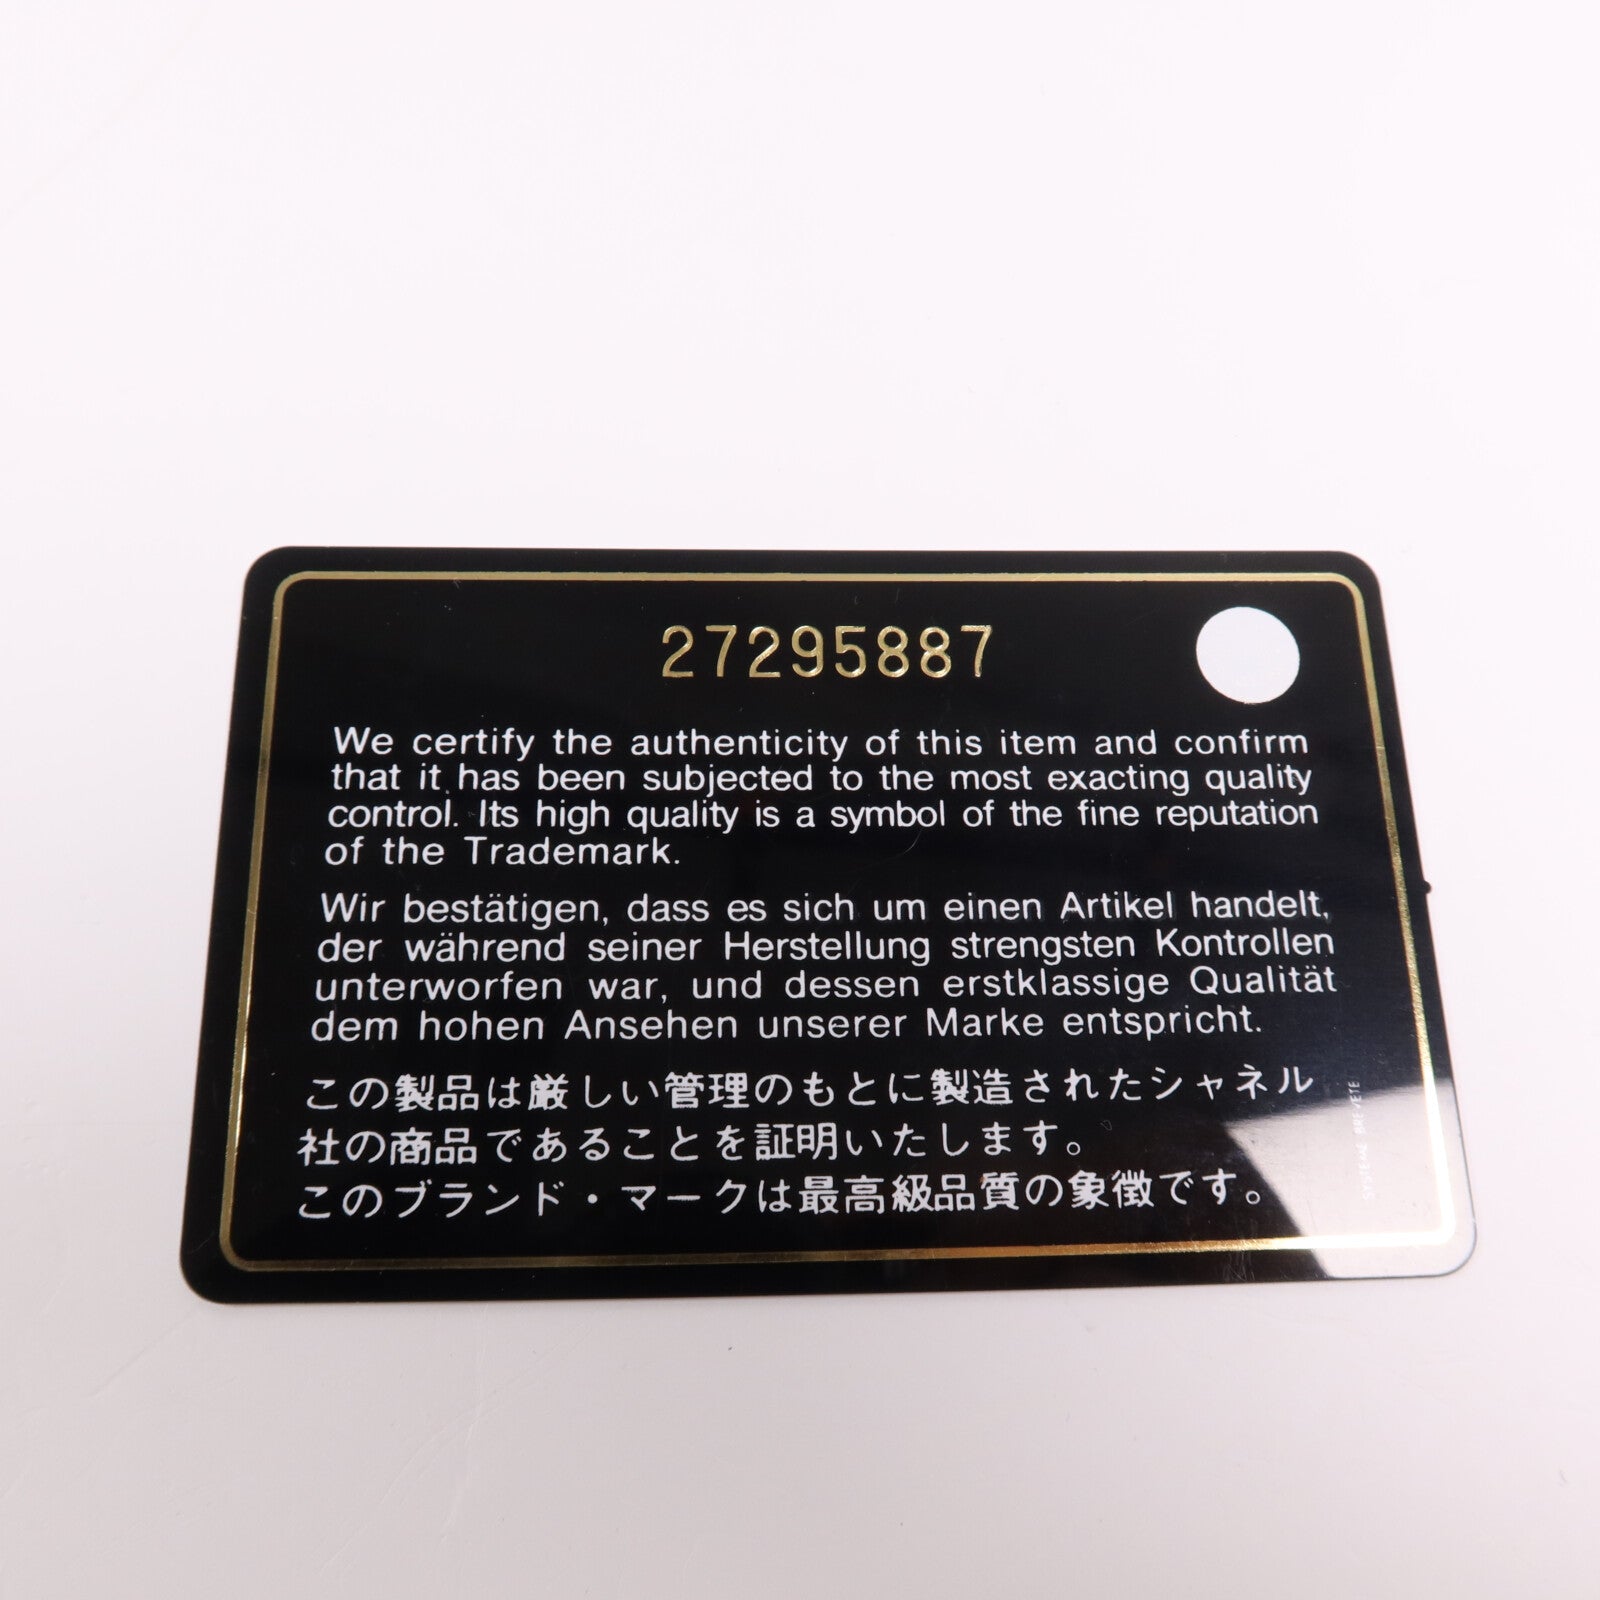 27295887
We certify the authenticity of this item and confirm
that it has been subjected to the most exacting quality
control. Its high quality is a symbol of the fine reputation
of the Trademark.
Wir bestätigen, dass es sich um einen Artikel handelt,
der während seiner Herstellung strengsten Kontrollen
unterworfen war, und dessen erstklassige Qualität
dem hohen Ansehen unserer Marke entspricht.
この製品は厳しい管理のもとに製造されたシャネル
社の商品であることを証明いたします。
このブランド・マークは最高級品質の象徴です。
SYSTEME BREVETE